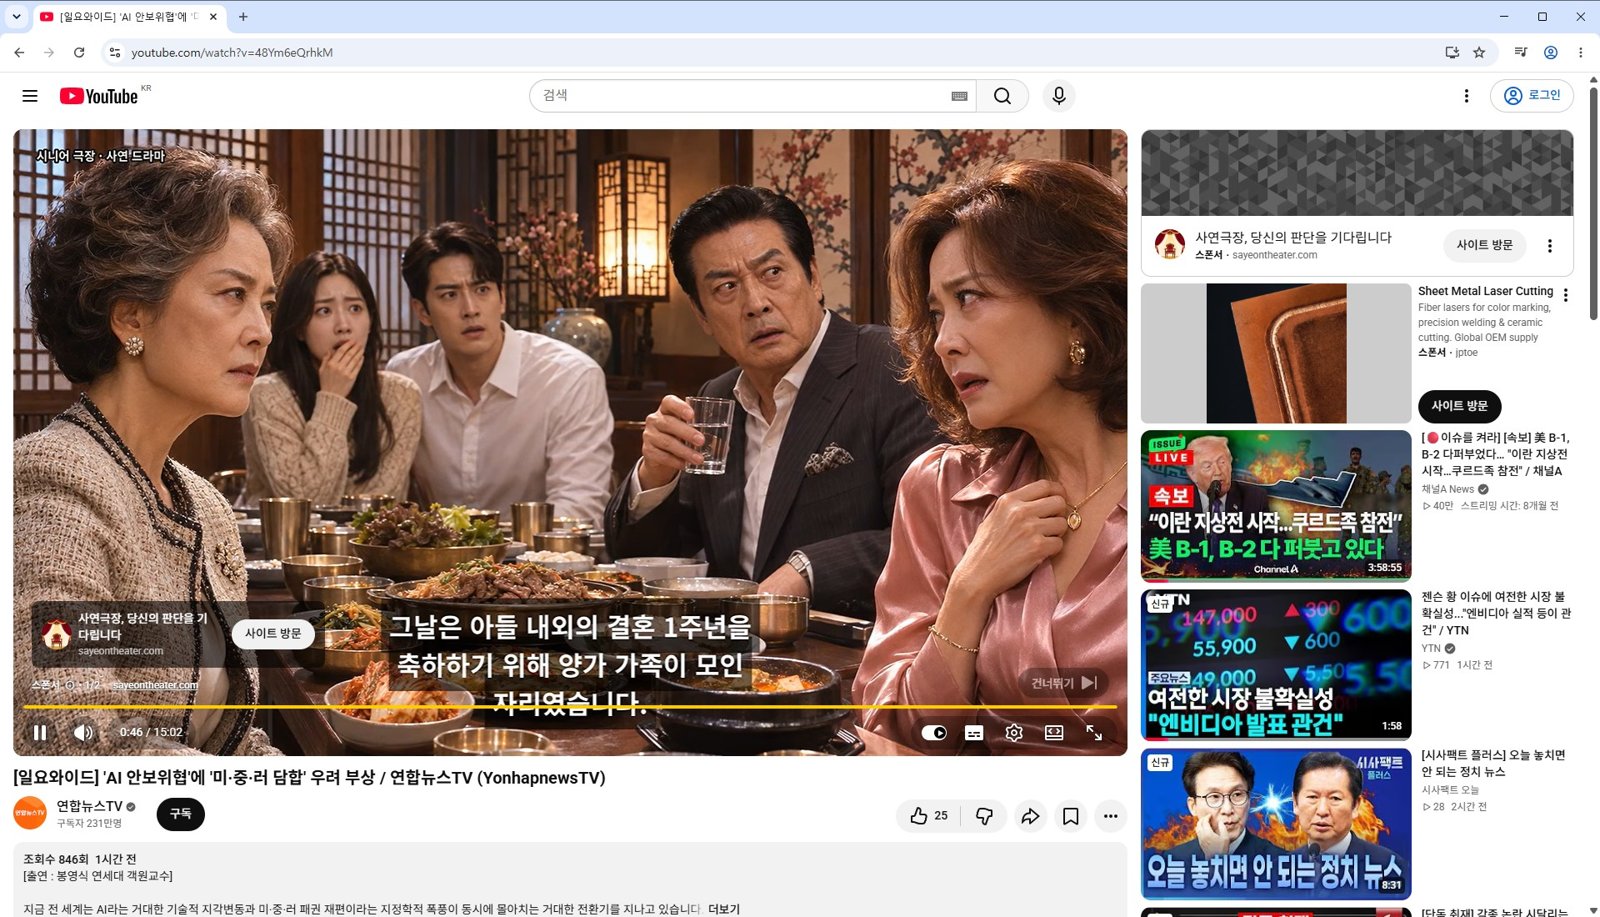 [일요와이드] 'AI 안보위협'에 '미
youtube.com/watch?v=48Ym6eQrhkM
YouTube KR
검색
로그인
시니어 극장 · 사연 드라마
사연극장, 당신의 판단을 기
다립니다
sayeontheater.com
사이트 방문
그날은 아들 내외의 결혼 1주년을
축하하기 위해 양가 가족이 모인
자리였습니다.
스폰서 · 1/2 · sayeontheater.com
건너뛰기
0:46 / 15:02
[일요와이드] 'AI 안보위협'에 '미·중·러 담합' 우려 부상 / 연합뉴스TV (YonhapnewsTV)
연합뉴스TV
연합뉴스TV
구독자 231만명
구독
25
조회수 846회 1시간 전
[출연 : 봉영식 연세대 객원교수]
지금 전 세계는 AI라는 거대한 기술적 지각변동과 미·중·러 패권 재편이라는 지정학적 폭풍이 동시에 몰아치는 거대한 전환기를 지나고 있습니다. 더보기
사연극장, 당신의 판단을 기다립니다
스폰서 · sayeontheater.com
사이트 방문
Sheet Metal Laser Cutting
Fiber lasers for color marking,
precision welding & ceramic
cutting. Global OEM supply
스폰서 · jptoe
사이트 방문
ISSUE
LIVE
속보
"이란 지상전 시작...쿠르드족 참전"
美 B-1, B-2 다 퍼붓고 있다
Channel A
3:58:55
[🔴이슈를 켜라] [속보] 美 B-1,
B-2 다퍼부었다... "이란 지상전
시작...쿠르드족 참전" / 채널A
채널A News
40만 스트리밍 시간: 8개월 전
신규
YTN
147,000 ▲ 300 600
55,900 ▼ 600
주요뉴스
49,000 ▼ 5,50
여전한 시장 불확실성
"엔비디아 발표 관건"
1:58
젠슨 황 이슈에 여전한 시장 불
확실성..."엔비디아 실적 등이 관
건" / YTN
YTN
771 1시간 전
신규
시사팩트
플러스
오늘 놓치면 안 되는 정치 뉴스
8:31
[시사팩트 플러스] 오늘 놓치면
안 되는 정치 뉴스
시사팩트 오늘
28 2시간 전
[단독 취재] 각종 논란 시달리는